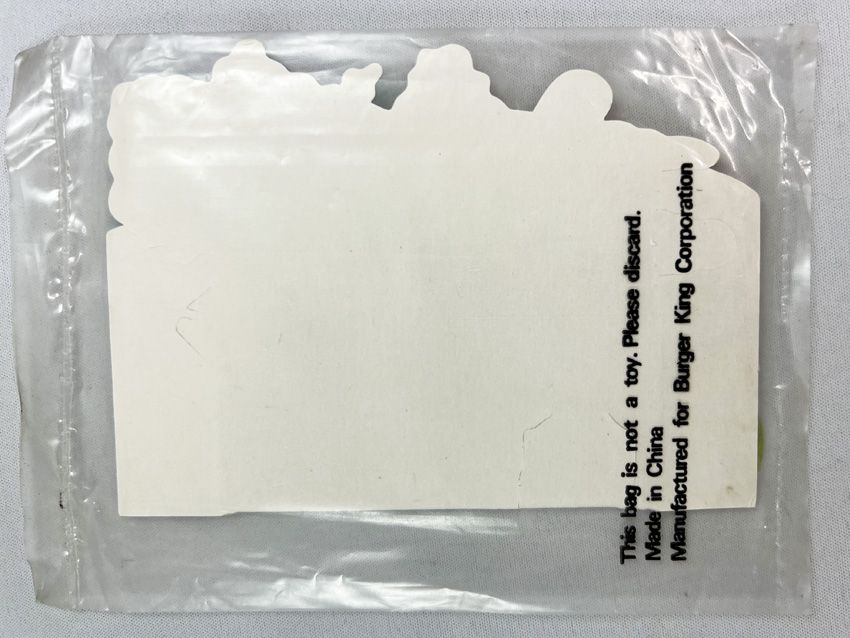 This bag is not a toy. Please discard.
Made in China
Manufactured for Burger King Corporation